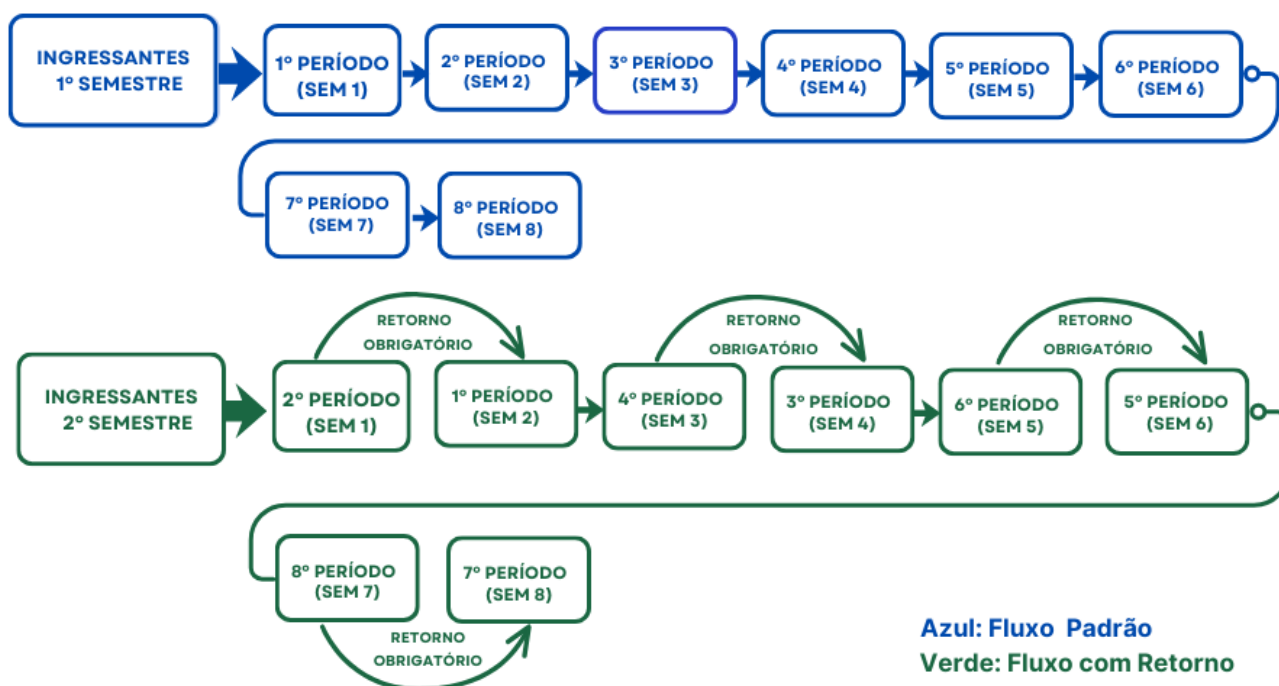 INGRESSANTES
1º SEMESTRE
1º PERÍODO
(SEM 1)
2º PERÍODO
(SEM 2)
3º PERÍODO
(SEM 3)
4º PERÍODO
(SEM 4)
5º PERÍODO
(SEM 5)
6º PERÍODO
(SEM 6)
7º PERÍODO
(SEM 7)
8º PERÍODO
(SEM 8)
INGRESSANTES
2º SEMESTRE
2º PERÍODO
(SEM 1)
RETORNO
OBRIGATÓRIO
1º PERÍODO
(SEM 2)
4º PERÍODO
(SEM 3)
RETORNO
OBRIGATÓRIO
3º PERÍODO
(SEM 4)
6º PERÍODO
(SEM 5)
RETORNO
OBRIGATÓRIO
5º PERÍODO
(SEM 6)
8º PERÍODO
(SEM 7)
RETORNO
OBRIGATÓRIO
7º PERÍODO
(SEM 8)
Azul: Fluxo Padrão
Verde: Fluxo com Retorno